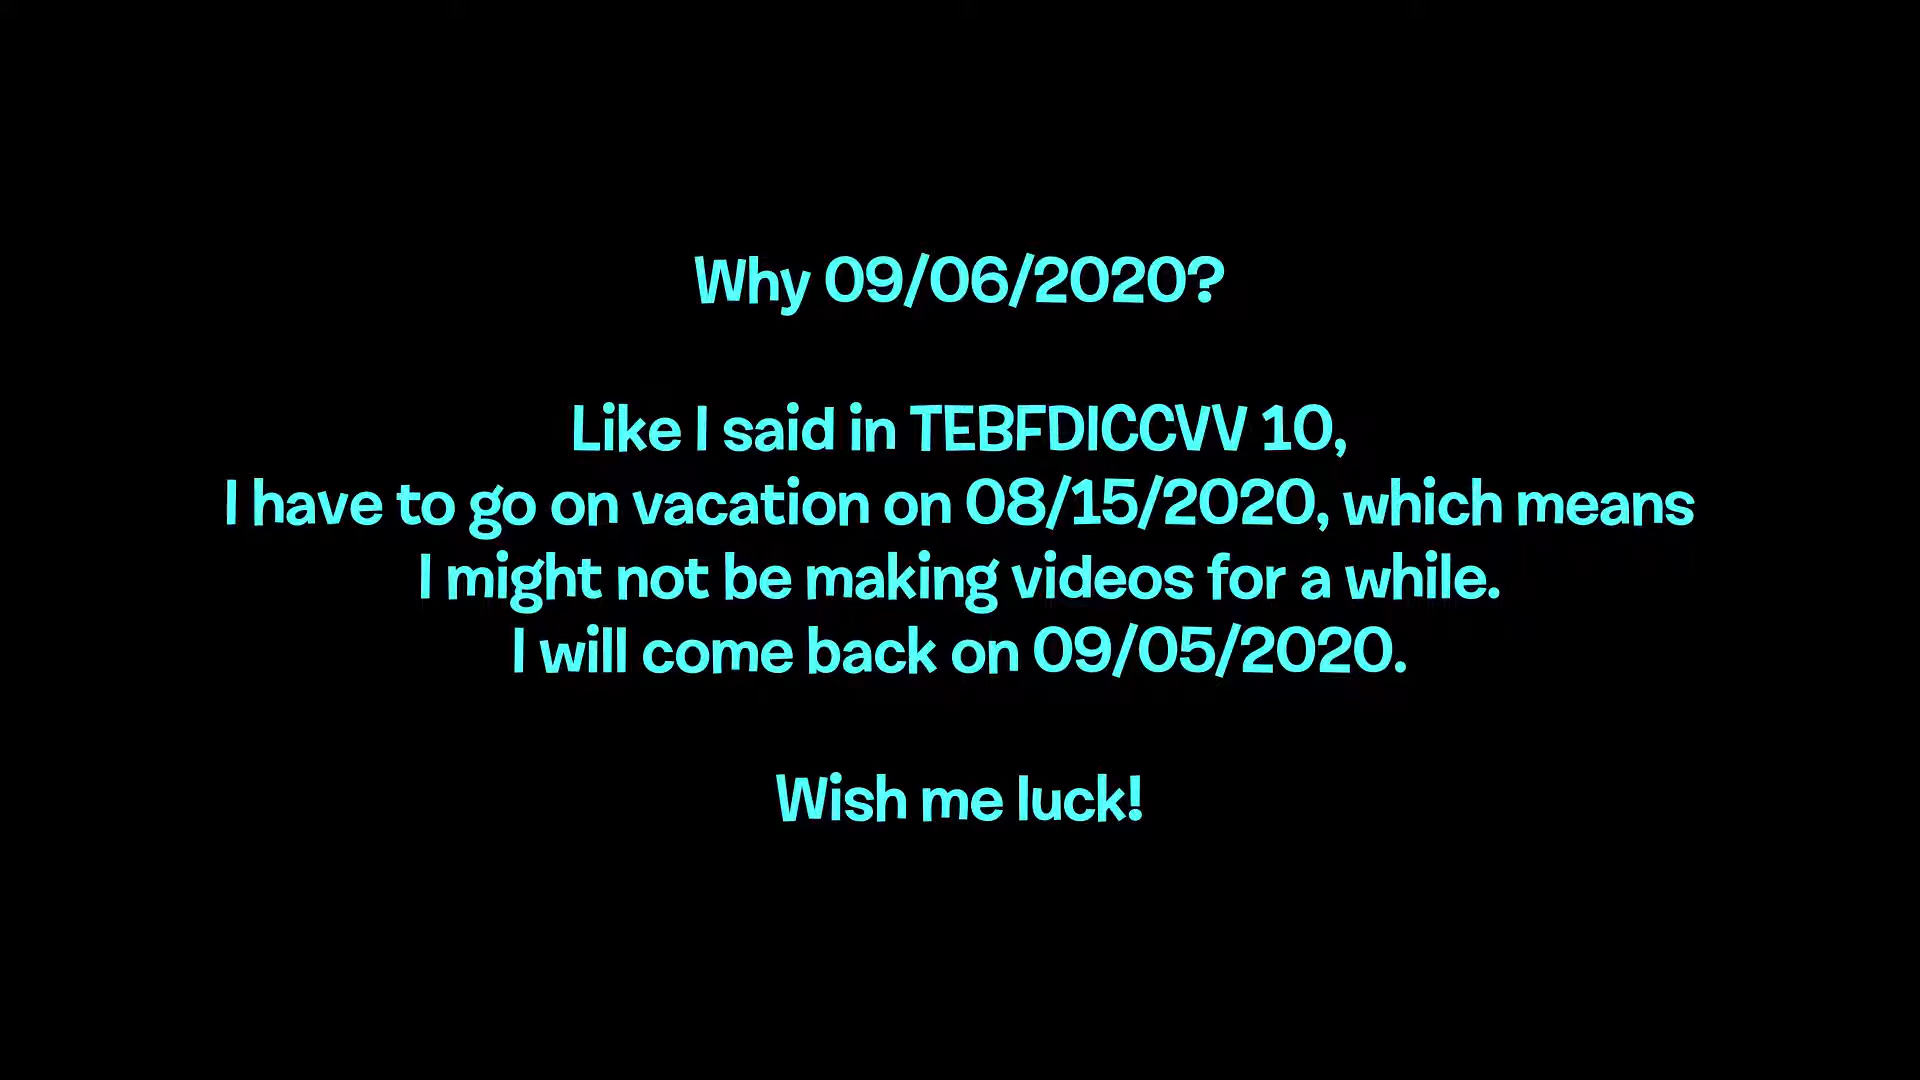 Why 09/06/2020?
Like I said in TEBFDICCVV 10,
I have to go on vacation on 08/15/2020, which means
I might not be making videos for a while.
I will come back on 09/05/2020.
Wish me luck!